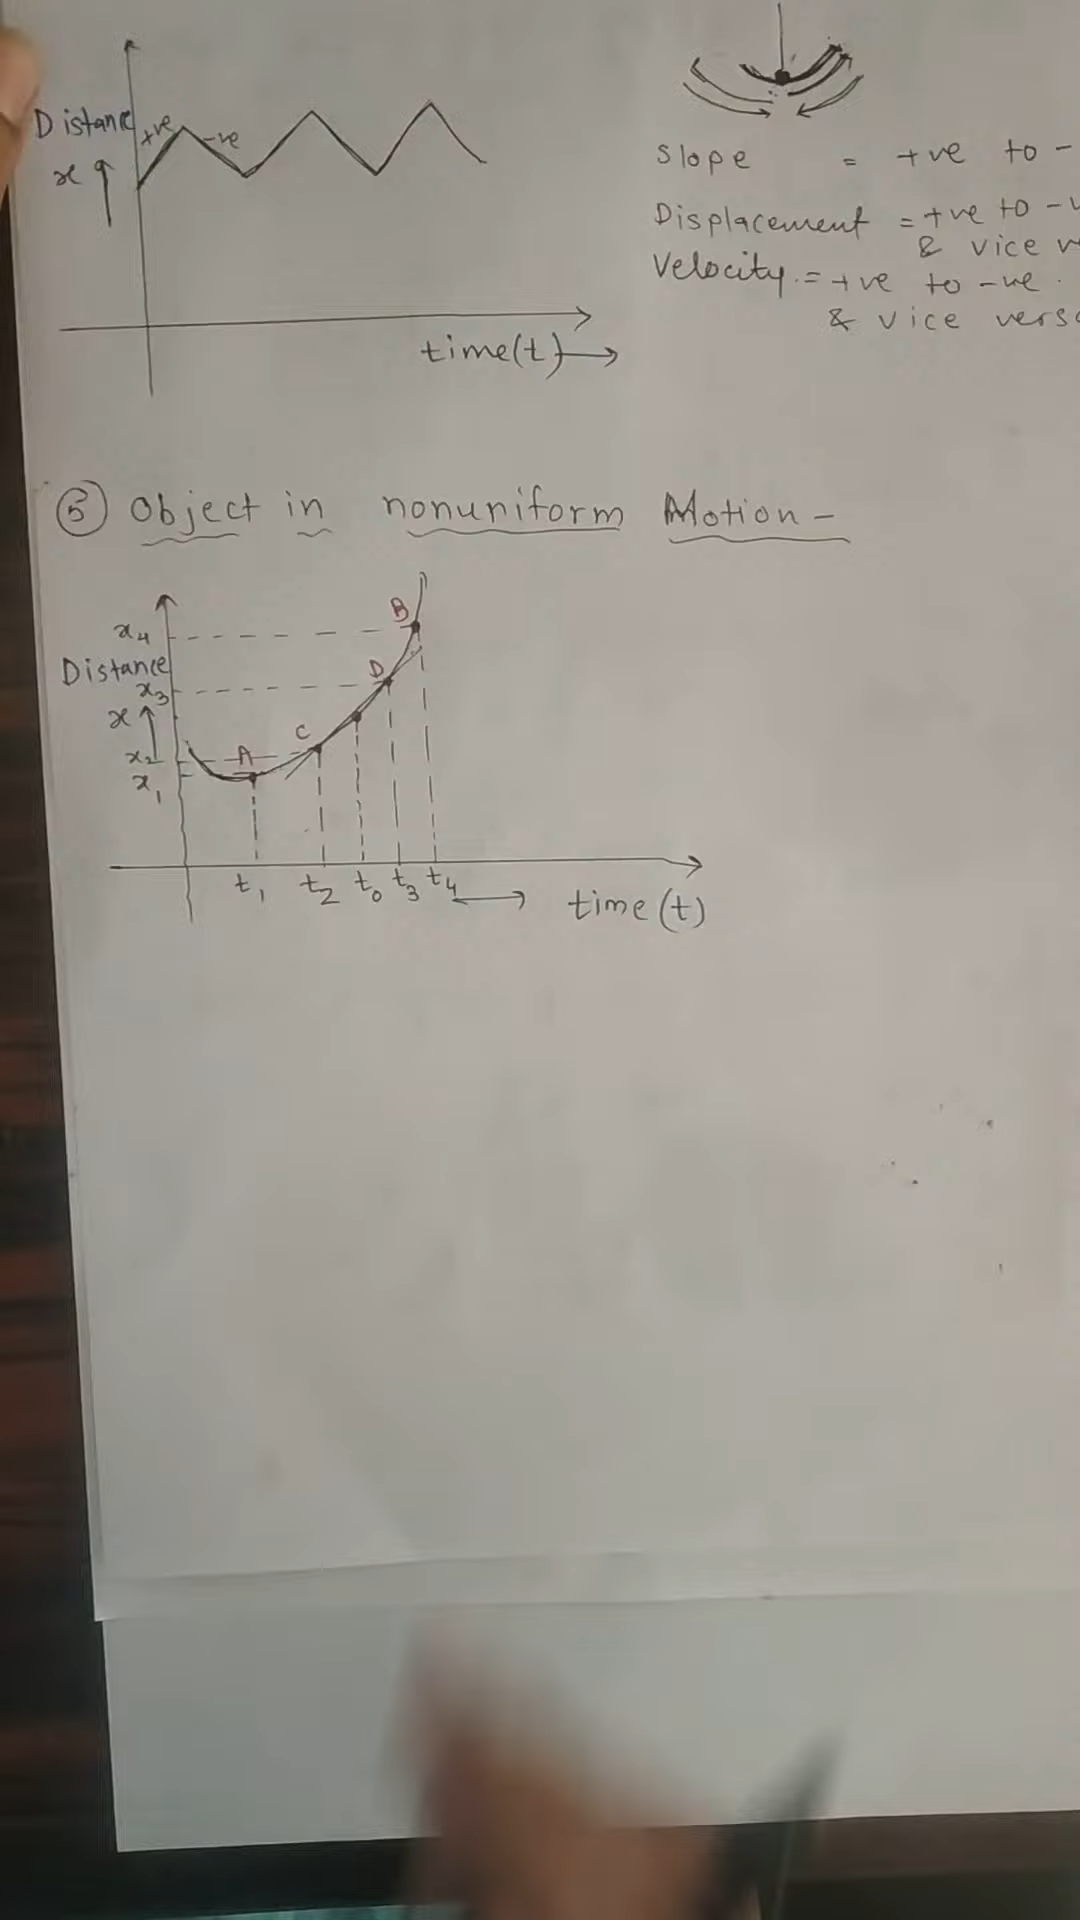 Distance
x
+ve
-ve
time(t)
Slope = +ve to -
Displacement = +ve to -v
& vice v
Velocity. = +ve to -ve.
& vice vers
⑤ Object in nonuniform Motion -
x4
Distance
x3
x
x2
x1
A
C
D
B
t1 t2 t0 t3 t4
time (t)